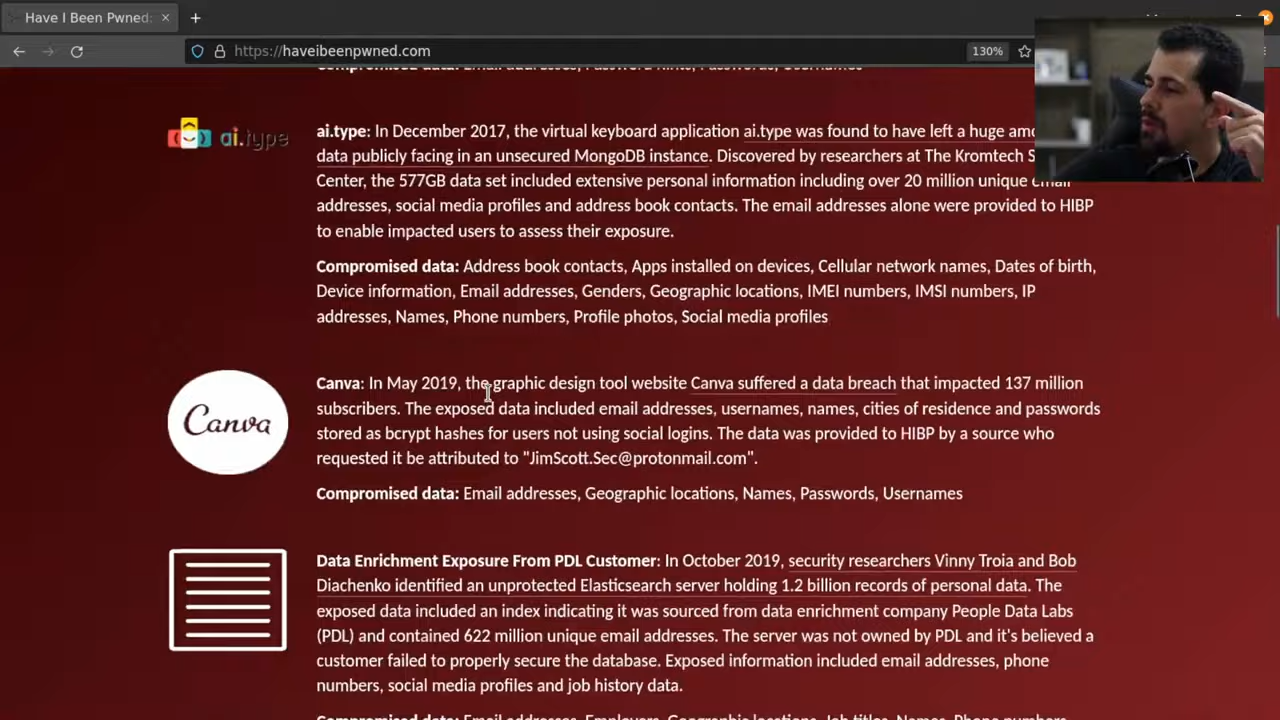 Have I Been Pwned:
https://haveibeenpwned.com
130%
ai.type
ai.type: In December 2017, the virtual keyboard application ai.type was found to have left a huge
data publicly facing in an unsecured MongoDB instance. Discovered by researchers at The Kromtech
Center, the 577GB data set included extensive personal information including over 20 million unique email
addresses, social media profiles and address book contacts. The email addresses alone were provided to HIBP
to enable impacted users to assess their exposure.
Compromised data: Address book contacts, Apps installed on devices, Cellular network names, Dates of birth,
Device information, Email addresses, Genders, Geographic locations, IMEI numbers, IMSI numbers, IP
addresses, Names, Phone numbers, Profile photos, Social media profiles
Canva
Canva: In May 2019, the graphic design tool website Canva suffered a data breach that impacted 137 million
subscribers. The exposed data included email addresses, usernames, names, cities of residence and passwords
stored as bcrypt hashes for users not using social logins. The data was provided to HIBP by a source who
requested it be attributed to "JimScott.Sec@protonmail.com".
Compromised data: Email addresses, Geographic locations, Names, Passwords, Usernames
Data Enrichment Exposure From PDL Customer: In October 2019, security researchers Vinny Troia and Bob
Diachenko identified an unprotected Elasticsearch server holding 1.2 billion records of personal data. The
exposed data included an index indicating it was sourced from data enrichment company People Data Labs
(PDL) and contained 622 million unique email addresses. The server was not owned by PDL and it's believed a
customer failed to properly secure the database. Exposed information included email addresses, phone
numbers, social media profiles and job history data.